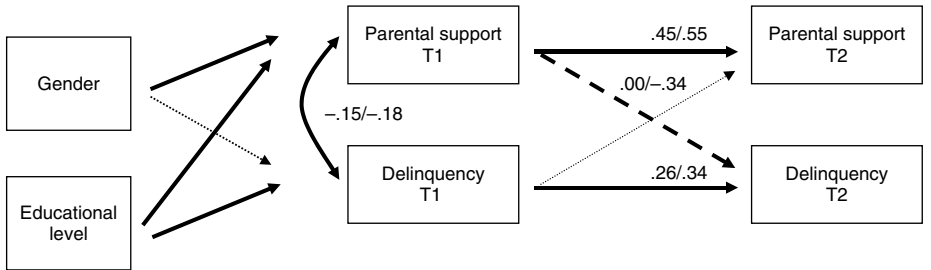 Gender
Educational
level
Parental support
T1
–.15/–.18
Delinquency
T1
.45/.55
.00/–.34
.26/.34
Parental support
T2
Delinquency
T2